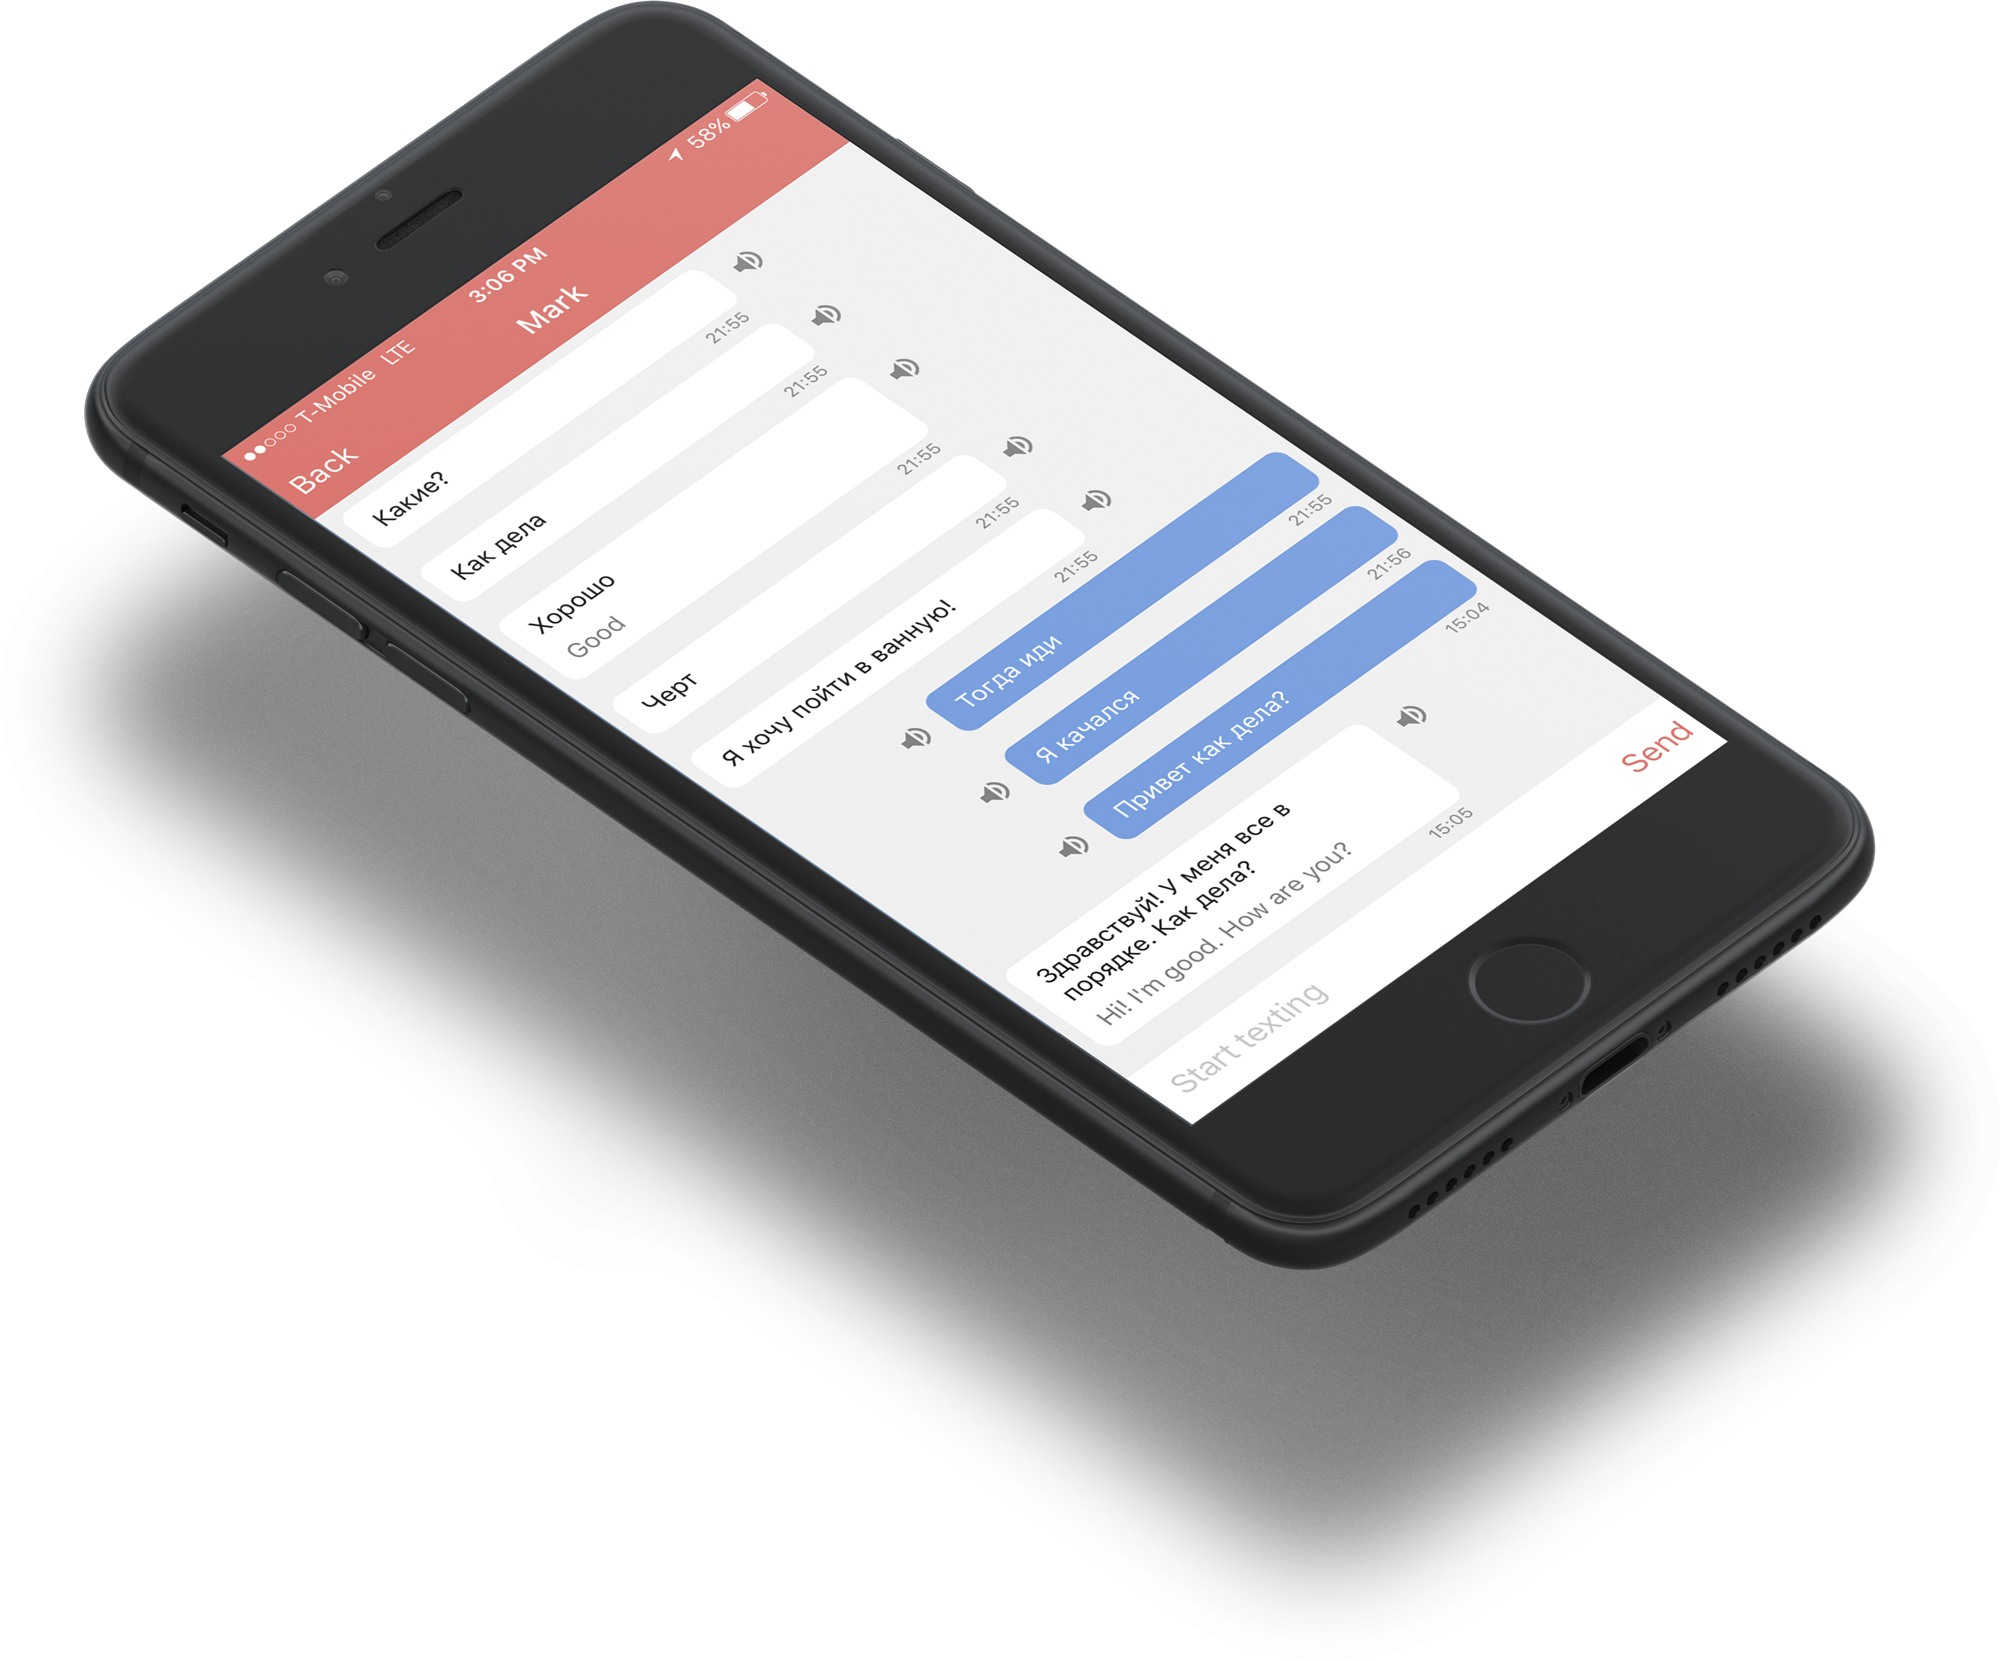 T-Mobile LTE 3:06 PM 58%
Back Mark
Какие?
21:55
Как дела
21:55
Хорошо
Good
21:55
Черт
21:55
Я хочу пойти в ванную!
21:55
Тогда иди
21:55
Я качался
21:56
Привет как дела?
15:04
Здравствуй! У меня все в
порядке. Как дела?
Hi! I'm good. How are you?
15:05
Start texting Send